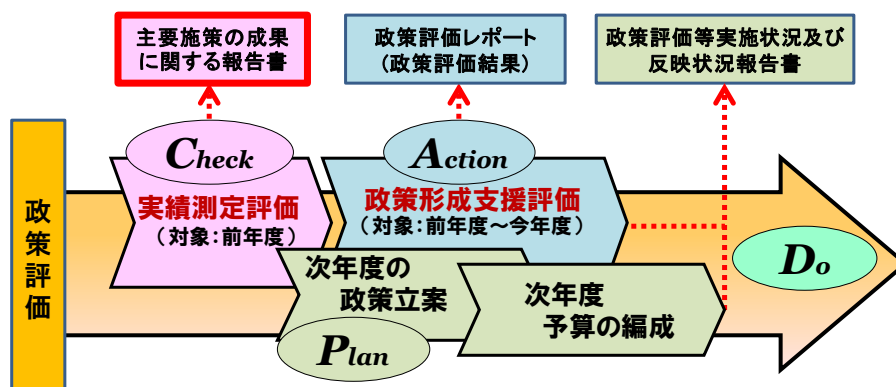 主要施策の成果
に関する報告書
政策評価レポート
(政策評価結果)
政策評価等実施状況及び
反映状況報告書
政策評価
Check
実績測定評価
(対象:前年度)
Action
政策形成支援評価
(対象:前年度~今年度)
次年度の
政策立案
Plan
次年度
予算の編成
Do